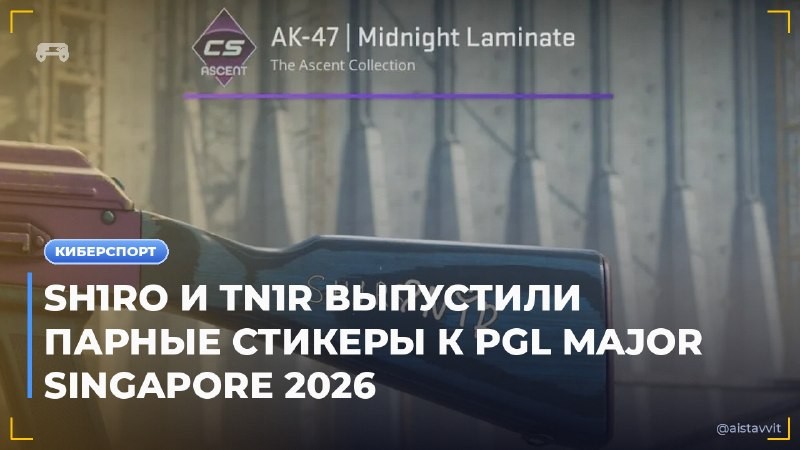 CS
ASCENT
AK-47 | Midnight Laminate
The Ascent Collection
КИБЕРСПОРТ
SH1RO И TN1R ВЫПУСТИЛИ
ПАРНЫЕ СТИКЕРЫ К PGL MAJOR
SINGAPORE 2026
@aistavvit